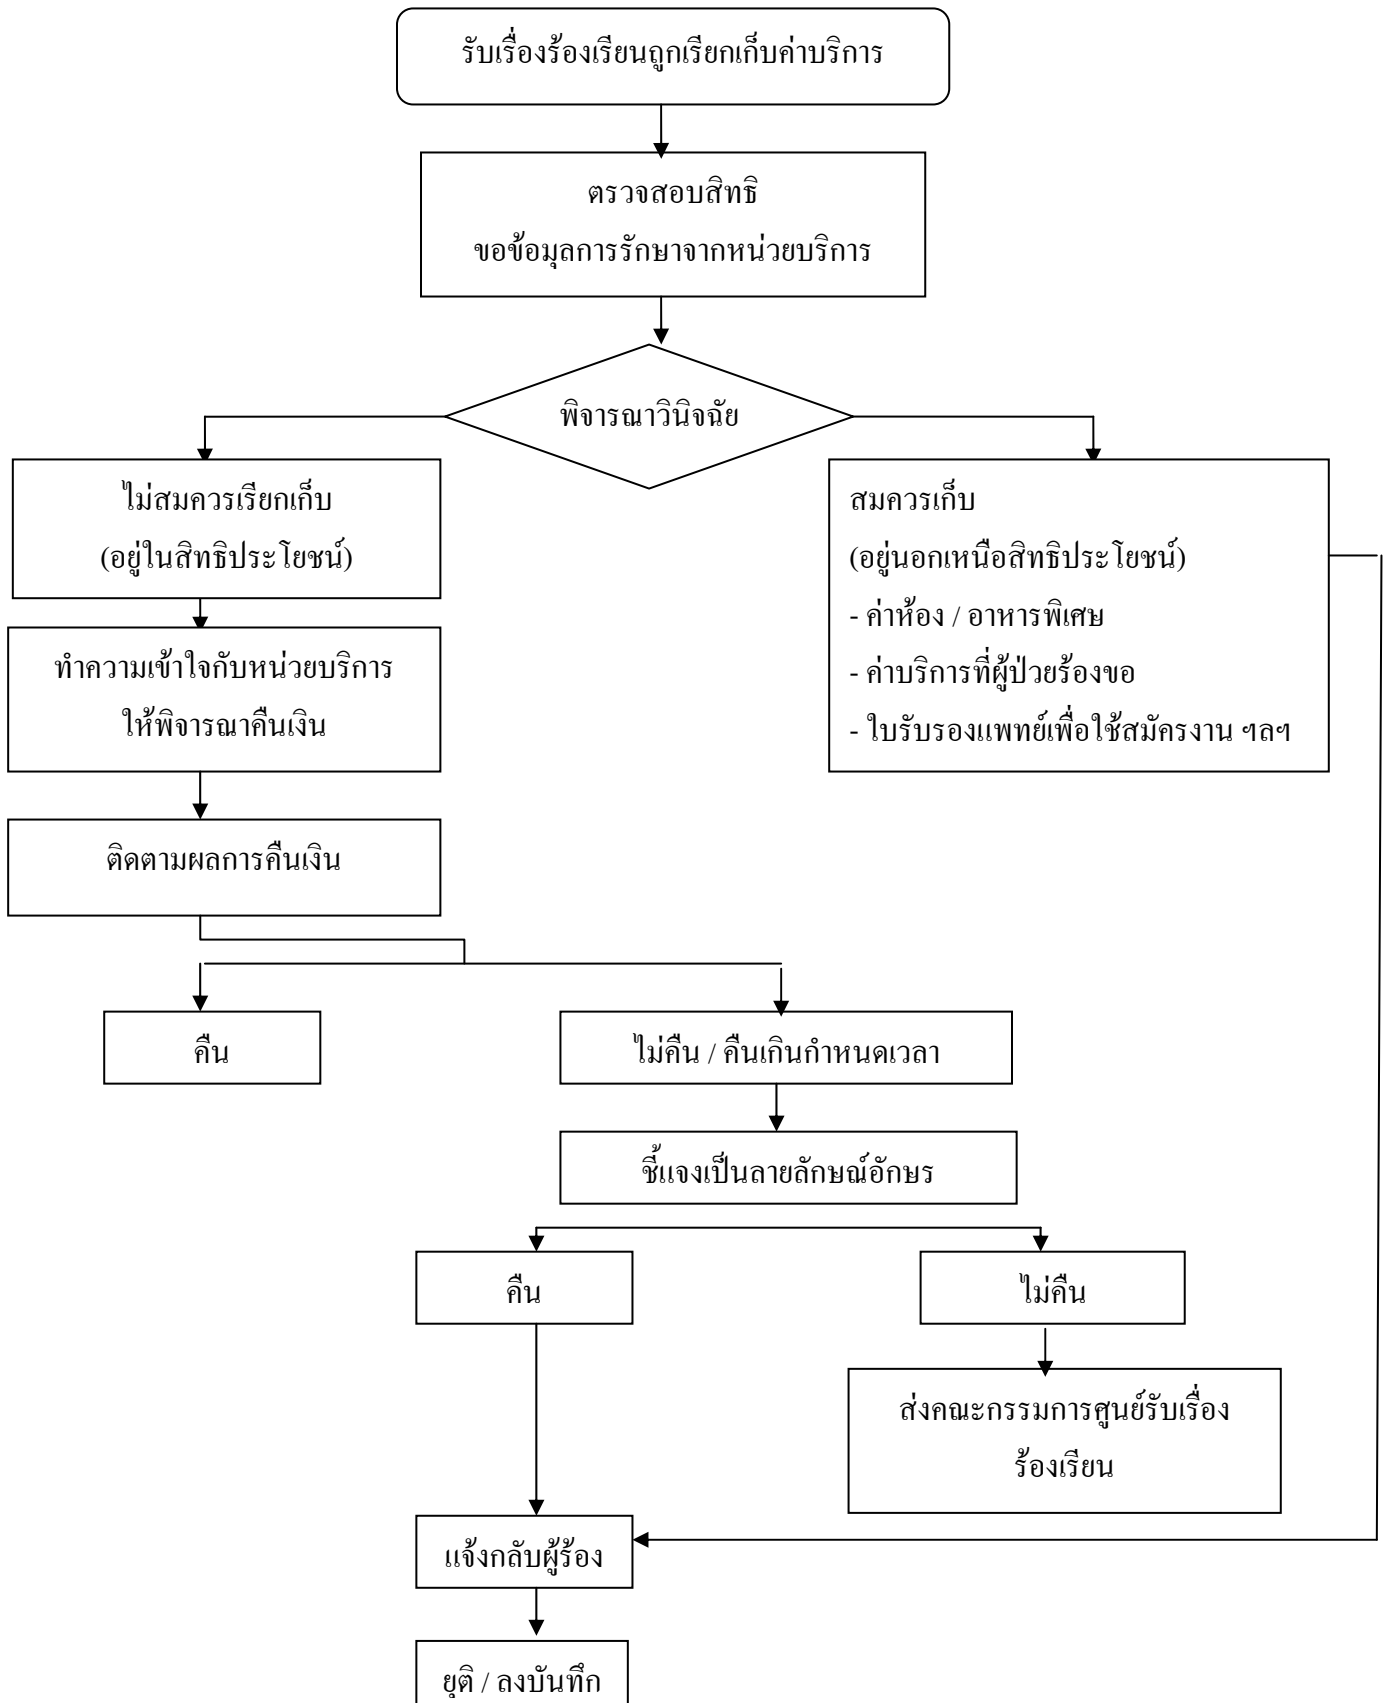 รับเรื่องร้องเรียนถูกเรียกเก็บค่าบริการ
ตรวจสอบสิทธิ
ขอข้อมุลการรักษาจากหน่วยบริการ
พิจารณาวินิจฉัย
ไม่สมควรเรียกเก็บ
(อยู่ในสิทธิประโยชน์)
สมควรเก็บ
(อยู่นอกเหนือสิทธิประโยชน์)
- ค่าห้อง / อาหารพิเศษ
- ค่าบริการที่ผู้ป่วยร้องขอ
- ใบรับรองแพทย์เพื่อใช้สมัครงาน ฯลฯ
ทำความเข้าใจกับหน่วยบริการ
ให้พิจารณาคืนเงิน
ติดตามผลการคืนเงิน
คืน
ไม่คืน / คืนเกินกำหนดเวลา
ชี้แจงเป็นลายลักษณ์อักษร
คืน
ไม่คืน
ส่งคณะกรรมการศูนย์รับเรื่อง
ร้องเรียน
แจ้งกลับผู้ร้อง
ยุติ / ลงบันทึก